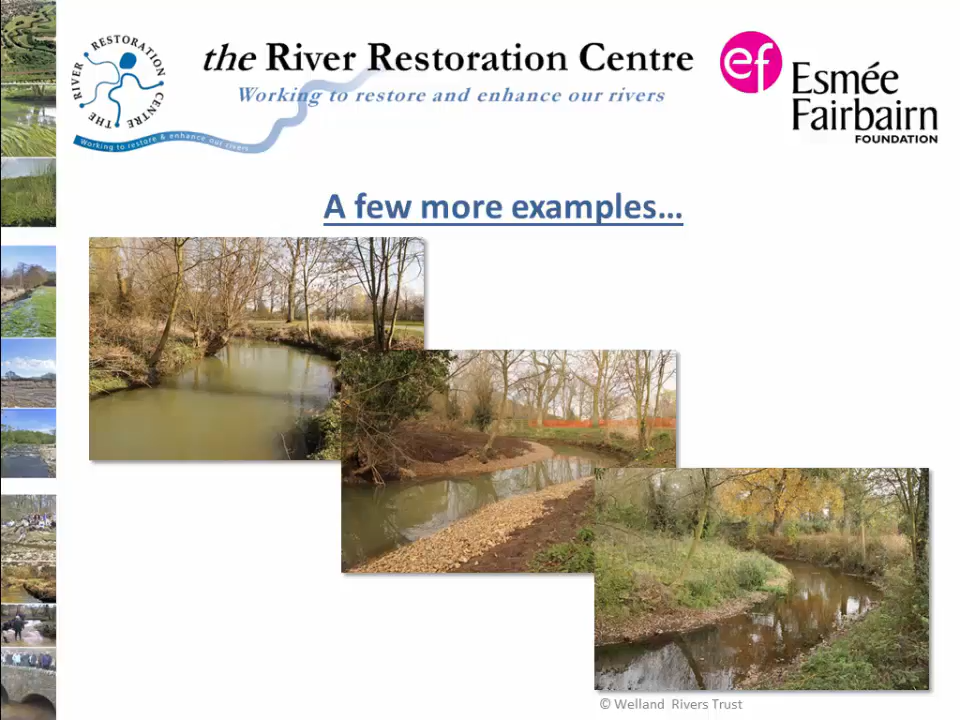 THE RIVER RESTORATION CENTRE
Working to restore & enhance our rivers
the River Restoration Centre
Working to restore and enhance our rivers
ef
Esmée
Fairbairn
FOUNDATION
A few more examples...
© Welland Rivers Trust